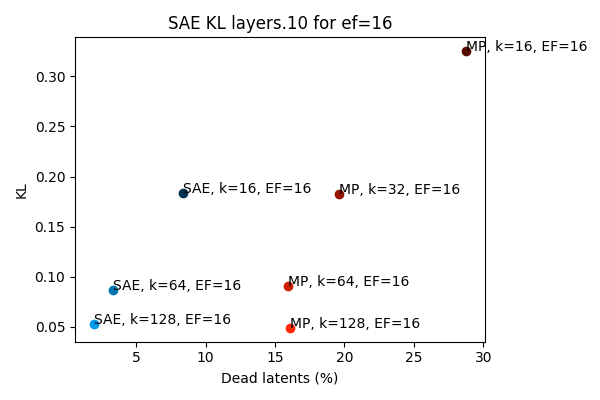 SAE KL layers.10 for ef=16
MP, k=16, EF=16
0.30
0.25
0.20
SAE, k=16, EF=16
MP, k=32, EF=16
KL
0.15
0.10
SAE, k=64, EF=16
MP, k=64, EF=16
0.05
SAE, k=128, EF=16
MP, k=128, EF=16
5 10 15 20 25 30
Dead latents (%)